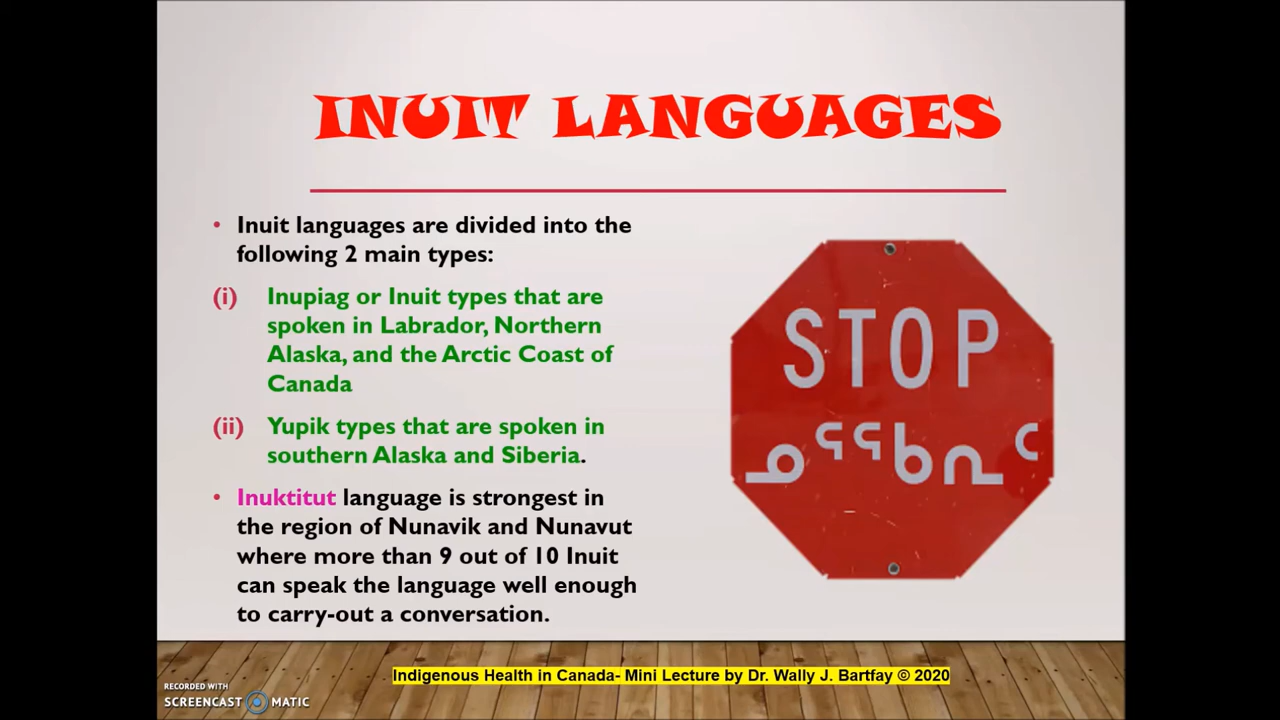 INUIT LANGUAGES
• Inuit languages are divided into the
following 2 main types:
(i) Inupiag or Inuit types that are
spoken in Labrador, Northern
Alaska, and the Arctic Coast of
Canada
(ii) Yupik types that are spoken in
southern Alaska and Siberia.
• Inuktitut language is strongest in
the region of Nunavik and Nunavut
where more than 9 out of 10 Inuit
can speak the language well enough
to carry-out a conversation.
STOP
ᓄᕐᖃᕆᑦ
Indigenous Health in Canada- Mini Lecture by Dr. Wally J. Bartfay © 2020
RECORDED WITH
SCREENCAST MATIC